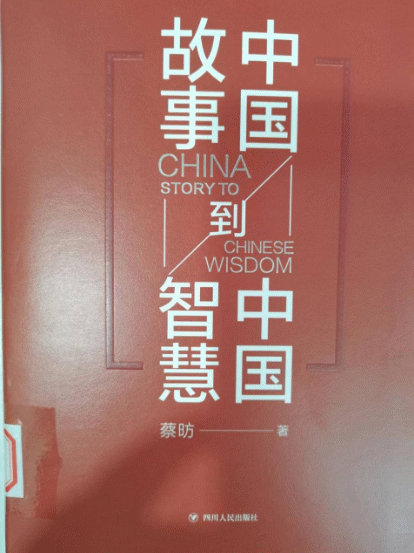 中国
故事
CHINA
STORY TO
到
CHINESE
WISDOM
中国
智慧
蔡昉 著
四川人民出版社